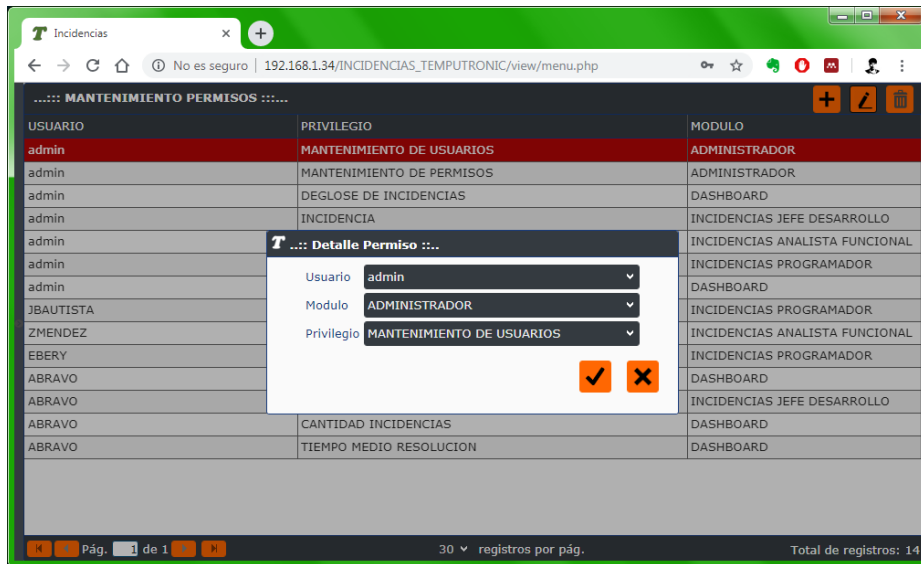 T Incidencias
No es seguro | 192.168.1.34/INCIDENCIAS_TEMPUTRONIC/view/menu.php
...::: MANTENIMIENTO PERMISOS :::...
USUARIO PRIVILEGIO MODULO
admin MANTENIMIENTO DE USUARIOS ADMINISTRADOR
admin MANTENIMIENTO DE PERMISOS ADMINISTRADOR
admin DEGLOSE DE INCIDENCIAS DASHBOARD
admin INCIDENCIA INCIDENCIAS JEFE DESARROLLO
admin INCIDENCIAS ANALISTA FUNCIONAL
admin INCIDENCIAS PROGRAMADOR
admin DASHBOARD
JBAUTISTA INCIDENCIAS PROGRAMADOR
ZMENDEZ INCIDENCIAS ANALISTA FUNCIONAL
EBERY INCIDENCIAS PROGRAMADOR
ABRAVO DASHBOARD
ABRAVO INCIDENCIAS JEFE DESARROLLO
ABRAVO CANTIDAD INCIDENCIAS DASHBOARD
ABRAVO TIEMPO MEDIO RESOLUCION DASHBOARD
T ..:: Detalle Permiso ::..
Usuario admin
Modulo ADMINISTRADOR
Privilegio MANTENIMIENTO DE USUARIOS
Pág. 1 de 1 30 registros por pág. Total de registros: 14